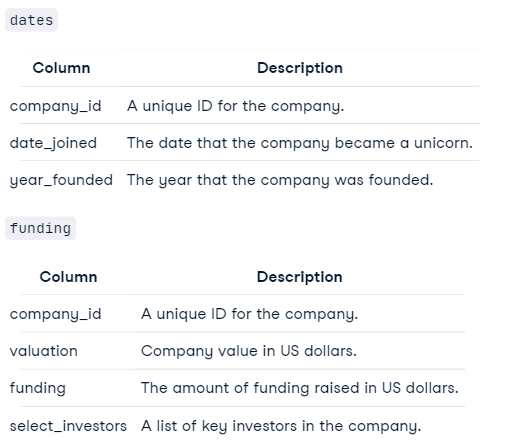 dates
Column Description
company_id A unique ID for the company.
date_joined The date that the company became a unicorn.
year_founded The year that the company was founded.
funding
Column Description
company_id A unique ID for the company.
valuation Company value in US dollars.
funding The amount of funding raised in US dollars.
select_investors A list of key investors in the company.